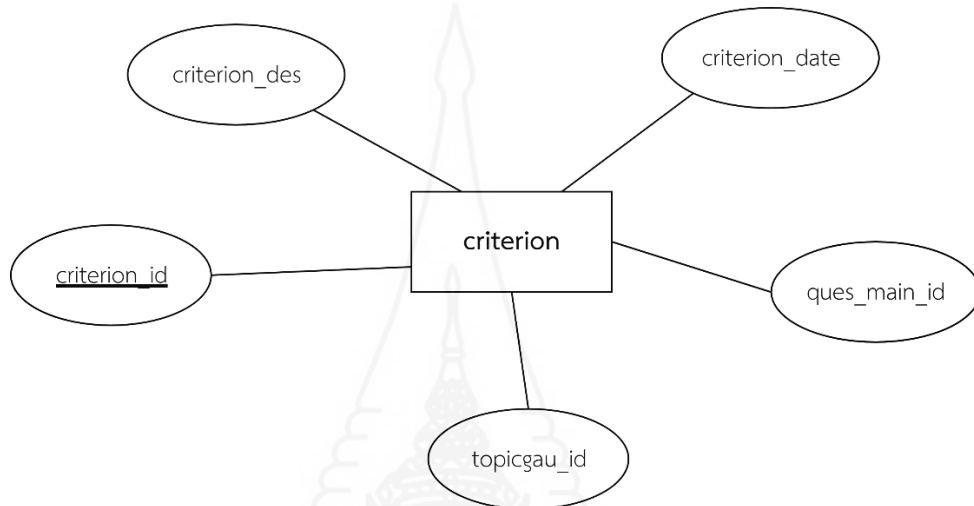 criterion_des
criterion_date
criterion
criterion_id
ques_main_id
topicgau_id